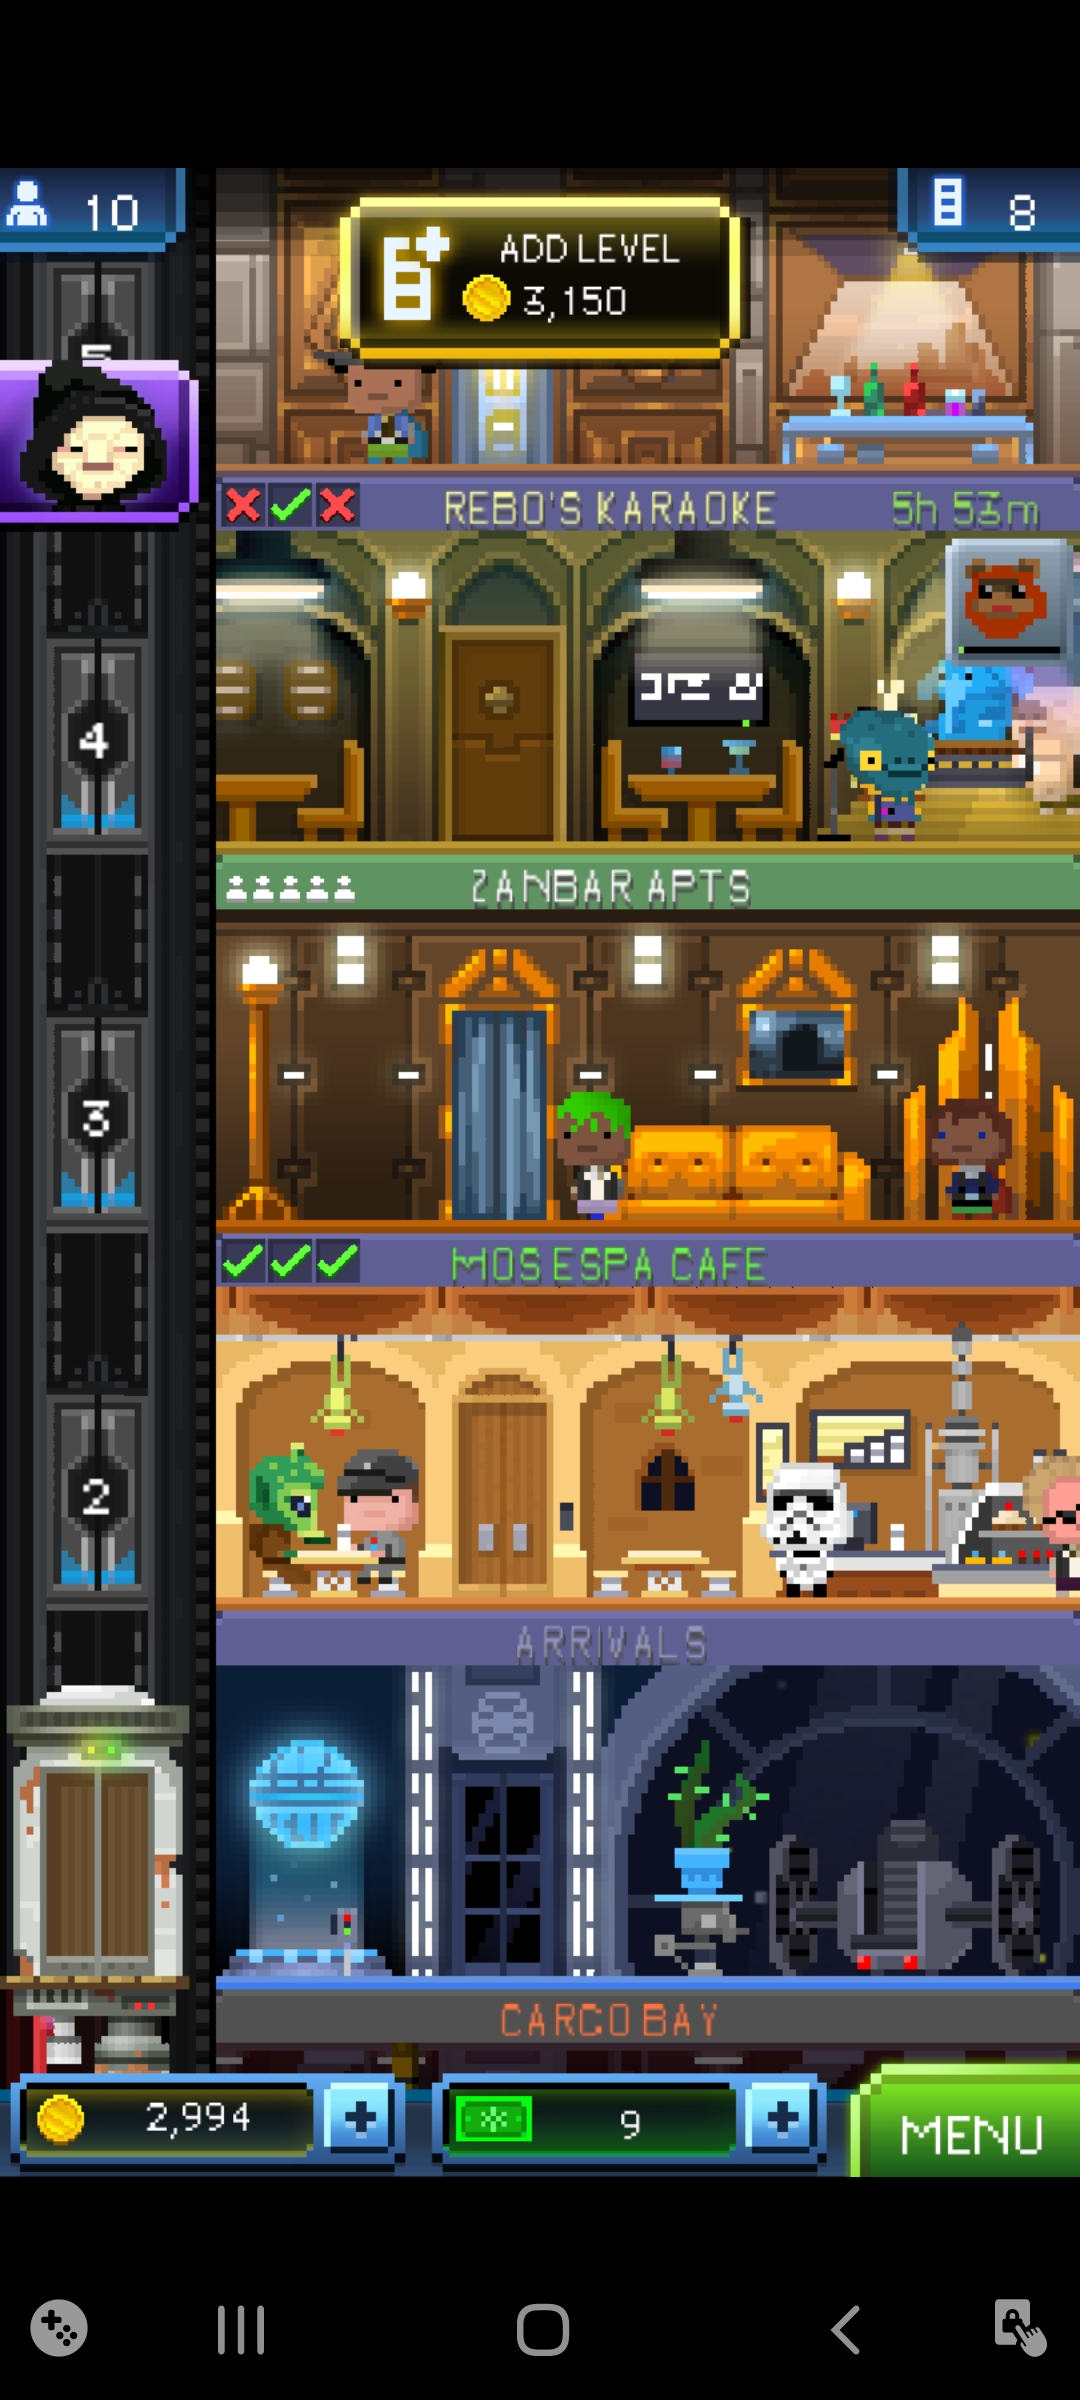 10
ADD LEVEL
3,150
8
5
REBO'S KARAOKE
5h 53m
4
ZANBAR APTS
3
MOS ESPA CAFE
2
ARRIVALS
CARGO BAY
2,994
9
MENU